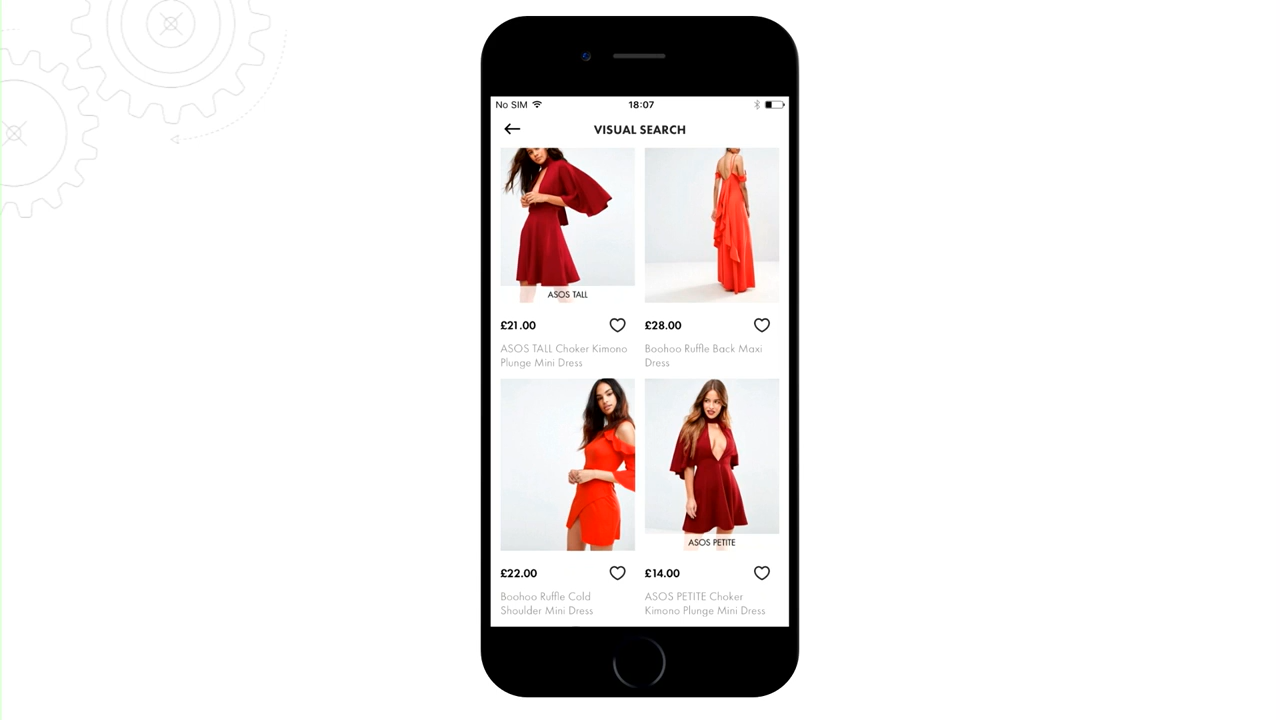 No SIM 18:07
VISUAL SEARCH
ASOS TALL
£21.00
ASOS TALL Choker Kimono
Plunge Mini Dress
£28.00
Boohoo Ruffle Back Maxi
Dress
£22.00
Boohoo Ruffle Cold
Shoulder Mini Dress
ASOS PETITE
£14.00
ASOS PETITE Choker
Kimono Plunge Mini Dress